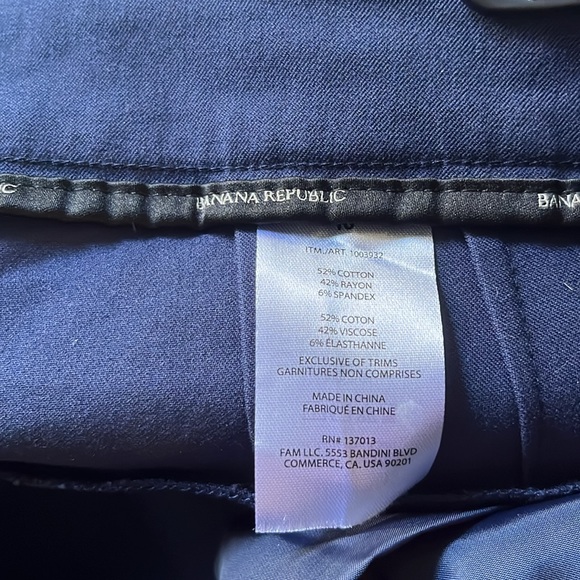 BANANA REPUBLIC
BANA
ITM./ART. 1003932
52% COTTON
42% RAYON
6% SPANDEX
52% COTON
42% VISCOSE
6% ÉLASTHANNE
EXCLUSIVE OF TRIMS
GARNITURES NON COMPRISES
MADE IN CHINA
FABRIQUÉ EN CHINE
RN# 137013
FAM LLC. 5553 BANDINI BLVD
COMMERCE, CA. USA 90201